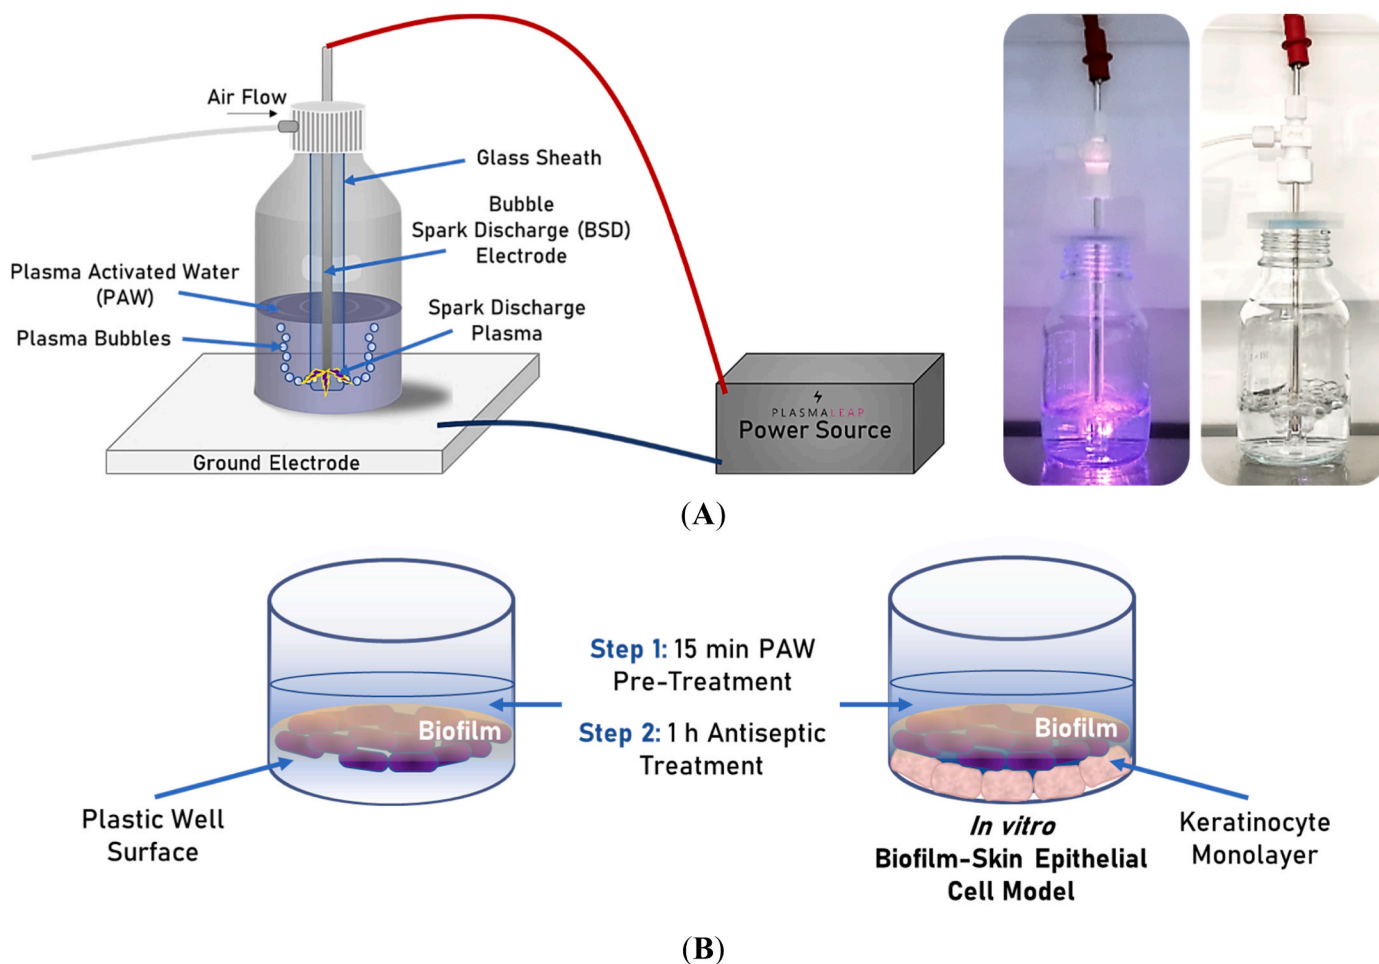 Air Flow
Glass Sheath
Bubble
Spark Discharge (BSD)
Electrode
Plasma Activated Water
(PAW)
Spark Discharge
Plasma
Plasma Bubbles
PLASMALEAP
Power Source
Ground Electrode
(A)
Step 1: 15 min PAW
Pre-Treatment
Step 2: 1 h Antiseptic
Treatment
Biofilm
Biofilm
Plastic Well
Surface
In vitro
Biofilm-Skin Epithelial
Cell Model
Keratinocyte
Monolayer
(B)